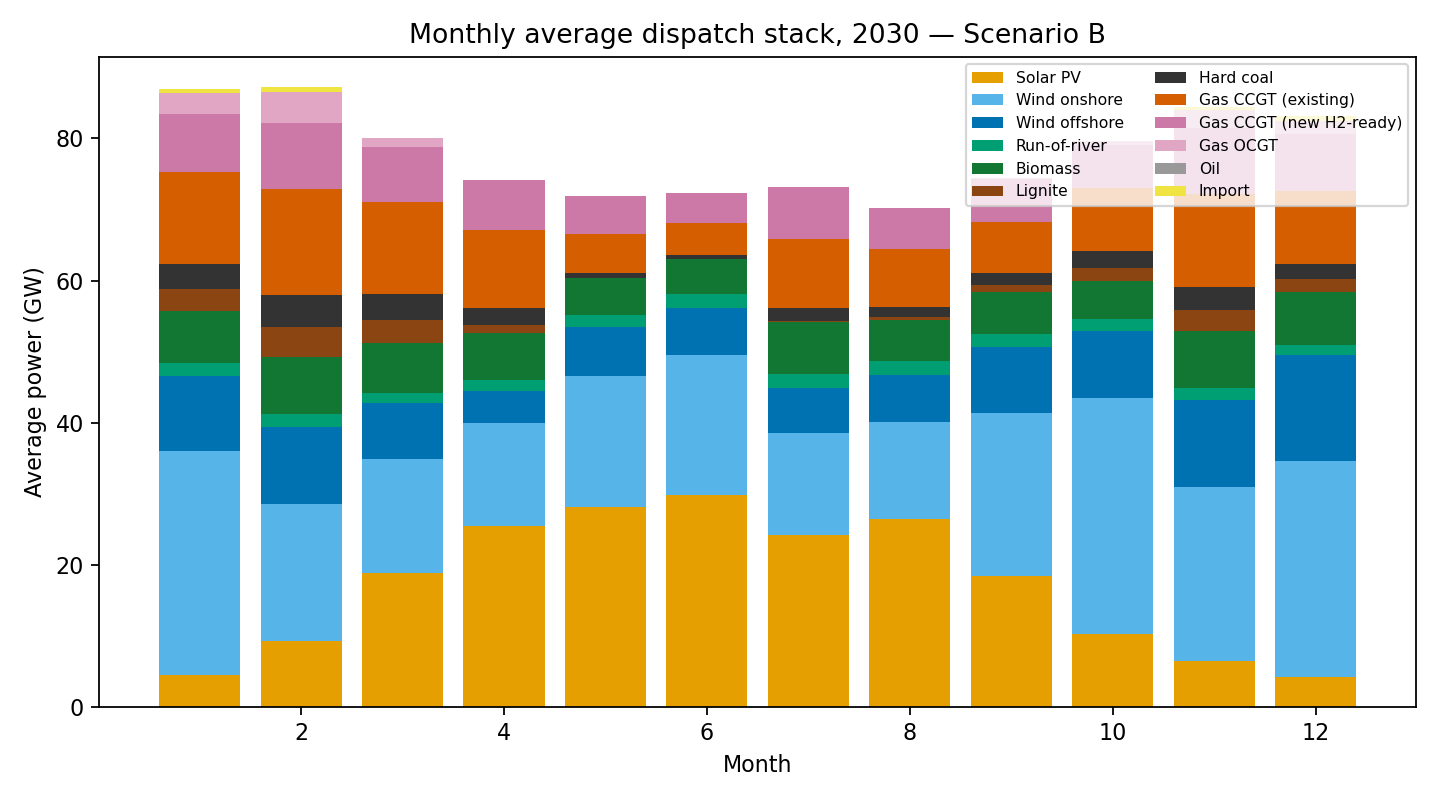 Monthly average dispatch stack, 2030 — Scenario B
Average power (GW)
80
60
40
20
0
2
4
6
8
10
12
Month
Solar PV
Wind onshore
Wind offshore
Run-of-river
Biomass
Lignite
Hard coal
Gas CCGT (existing)
Gas CCGT (new H2-ready)
Gas OCGT
Oil
Import